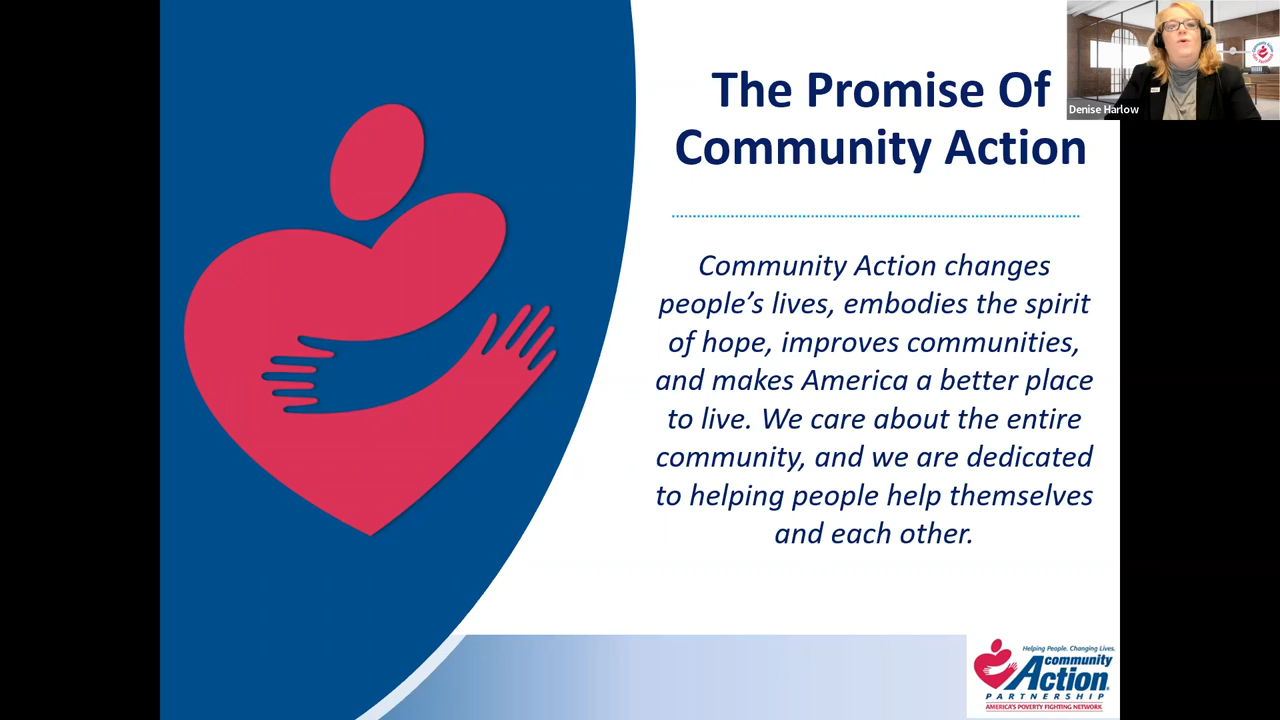 The Promise Of
Community Action
Denise Harlow
Community Action changes
people's lives, embodies the spirit
of hope, improves communities,
and makes America a better place
to live. We care about the entire
community, and we are dedicated
to helping people help themselves
and each other.
Helping People. Changing Lives.
community
Action
PARTNERSHIP
AMERICA'S POVERTY FIGHTING NETWORK